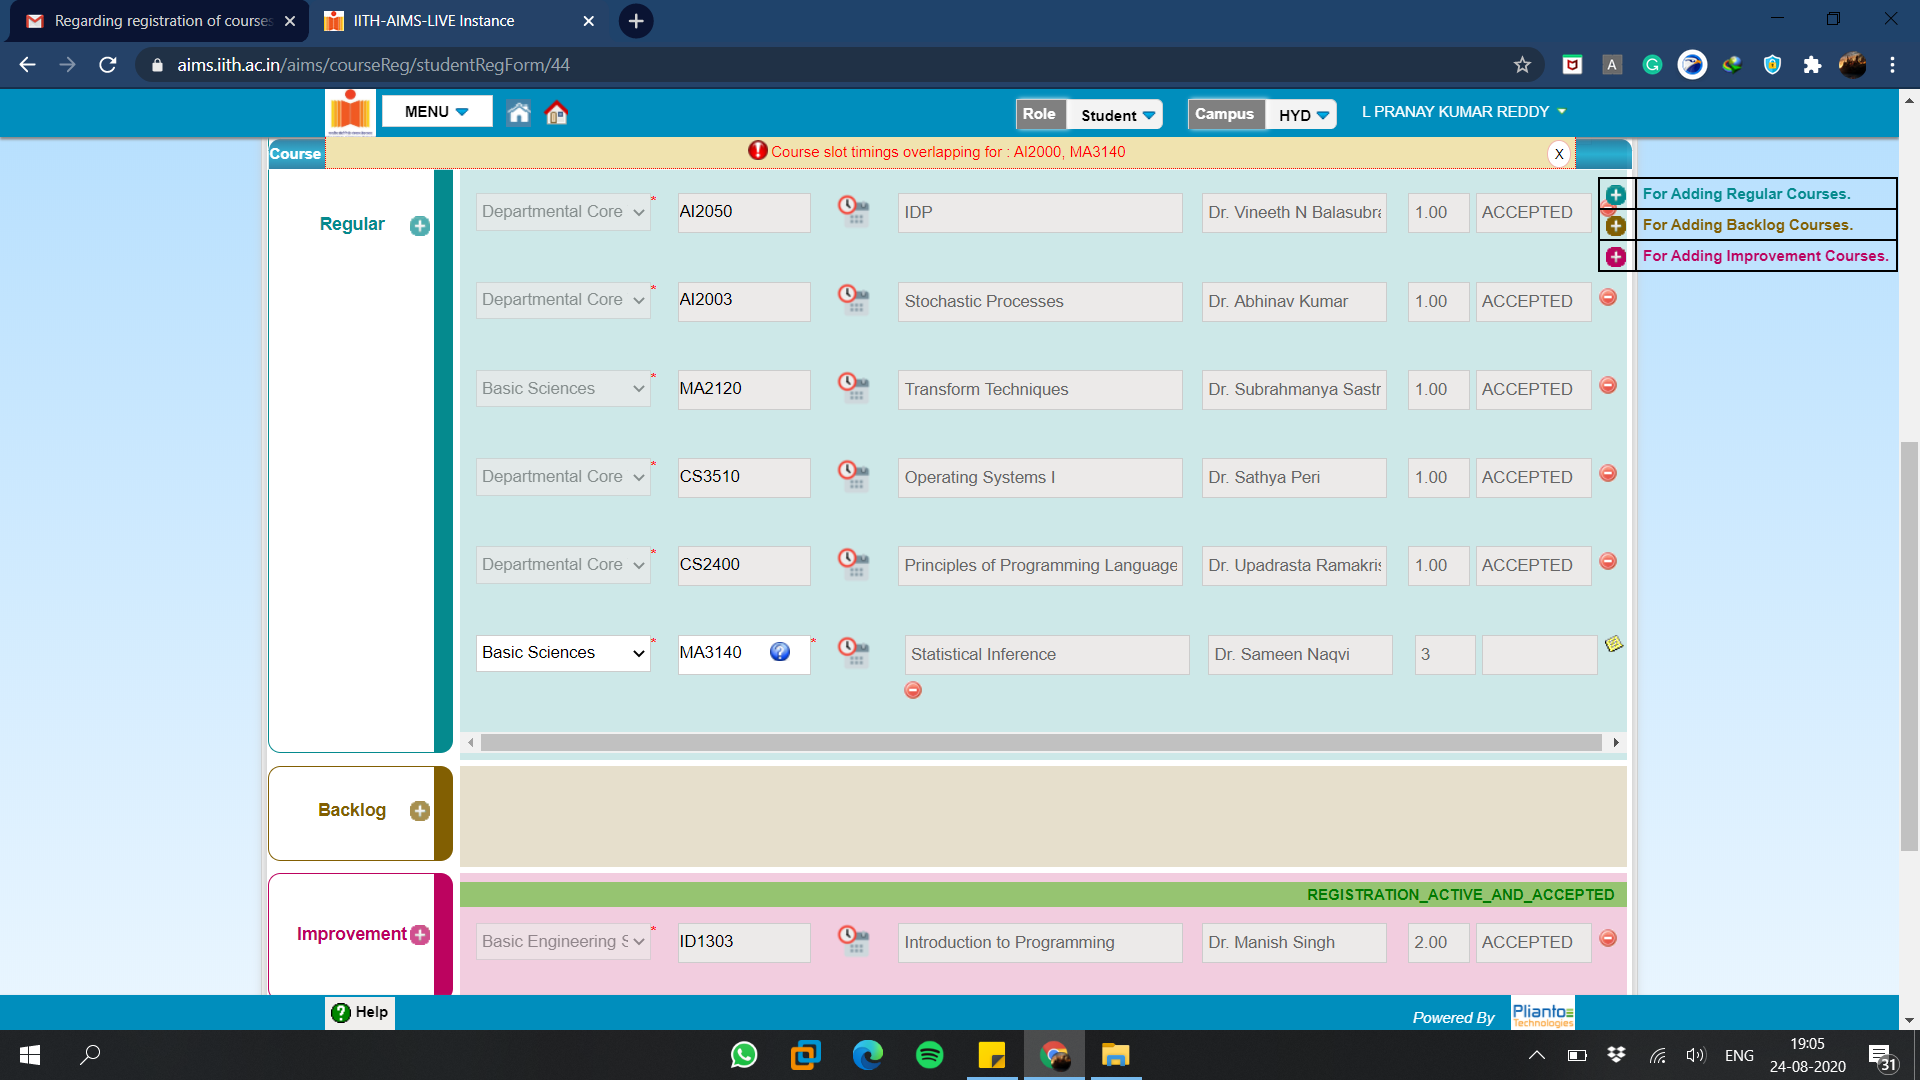 Regarding registration of courses
IITH-AIMS-LIVE Instance
aims.iith.ac.in/aims/courseReg/studentRegForm/44
MENU
Role Student
Campus HYD
L PRANAY KUMAR REDDY
Course
Course slot timings overlapping for : AI2000, MA3140
X
For Adding Regular Courses.
For Adding Backlog Courses.
For Adding Improvement Courses.
Regular
Departmental Core * AI2050 IDP Dr. Vineeth N Balasubra 1.00 ACCEPTED
Departmental Core * AI2003 Stochastic Processes Dr. Abhinav Kumar 1.00 ACCEPTED
Basic Sciences * MA2120 Transform Techniques Dr. Subrahmanya Sastr 1.00 ACCEPTED
Departmental Core * CS3510 Operating Systems I Dr. Sathya Peri 1.00 ACCEPTED
Departmental Core * CS2400 Principles of Programming Language Dr. Upadrasta Ramakris 1.00 ACCEPTED
Basic Sciences * MA3140 ? * Statistical Inference Dr. Sameen Naqvi 3
Backlog
REGISTRATION_ACTIVE_AND_ACCEPTED
Improvement
Basic Engineering S * ID1303 Introduction to Programming Dr. Manish Singh 2.00 ACCEPTED
? Help
Powered By
Pliantoe
Technologies
ENG
19:05
24-08-2020
31